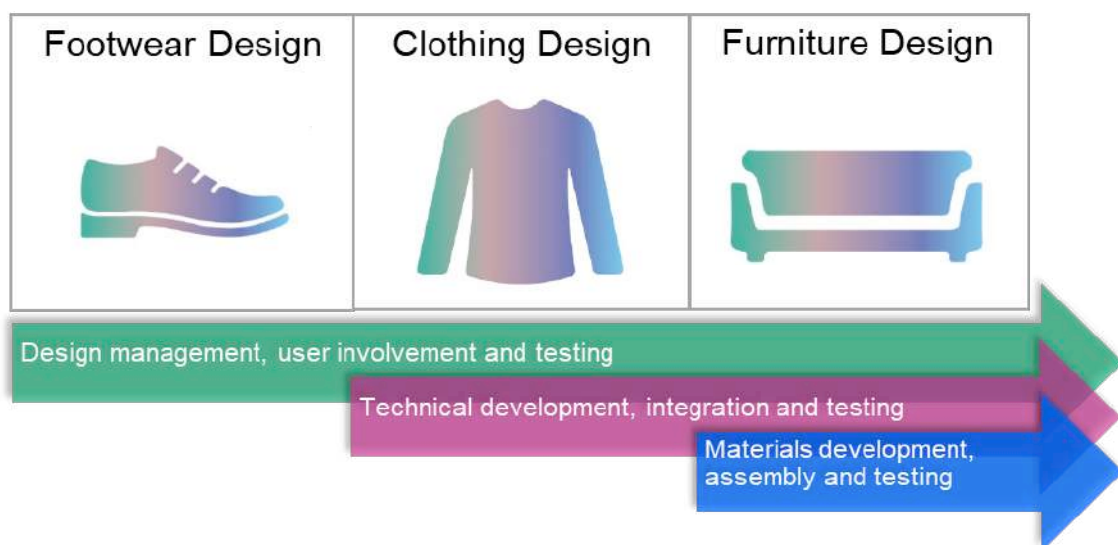 Footwear Design
Clothing Design
Furniture Design
Design management, user involvement and testing
Technical development, integration and testing
Materials development,
assembly and testing